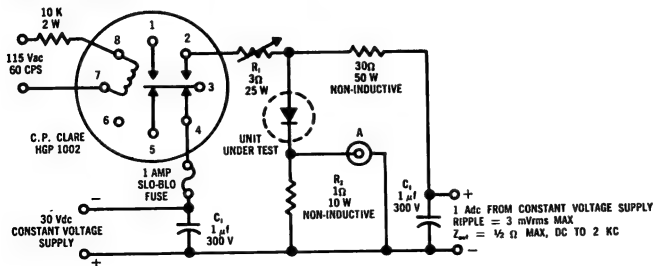 10 K
2 W
115 Vac
60 CPS
8
1
2
7
3
6
5
4
C.P. CLARE
HGP 1002
R₁
3Ω
25 W
30Ω
50 W
NON-INDUCTIVE
UNIT
UNDER TEST
A
1 AMP
SLO-BLO
FUSE
30 Vdc
CONSTANT VOLTAGE
SUPPLY
−
+
C₁
1 μf
300 V
R₂
1Ω
10 W
NON-INDUCTIVE
C₁
1 μf
300 V
+
1 Adc FROM CONSTANT VOLTAGE SUPPLY
RIPPLE = 3 mVrms MAX
Zout = ½ Ω MAX, DC TO 2 KC
−